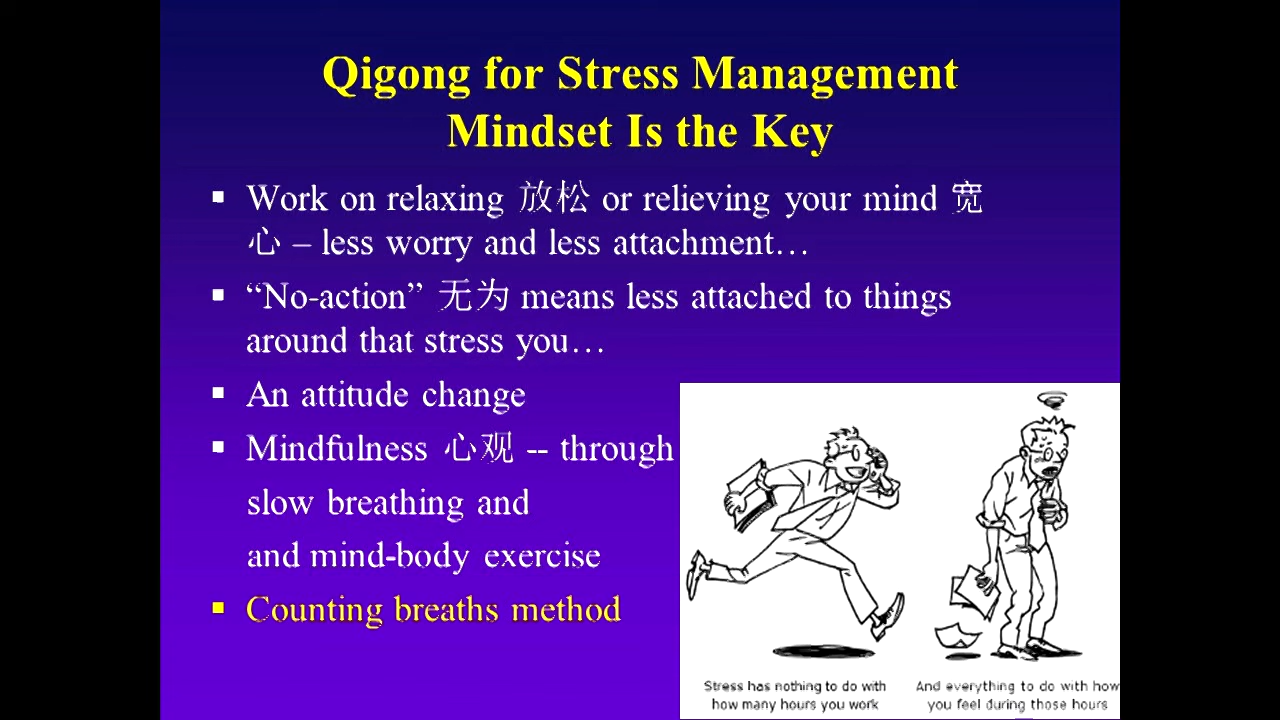 Qigong for Stress Management
Mindset Is the Key
▪ Work on relaxing 放松 or relieving your mind 宽
心 – less worry and less attachment…
▪ “No-action” 无为 means less attached to things
around that stress you…
▪ An attitude change
▪ Mindfulness 心观 -- through
slow breathing and
and mind-body exercise
▪ Counting breaths method
Stress has nothing to do with
how many hours you work
And everything to do with how
you feel during those hours